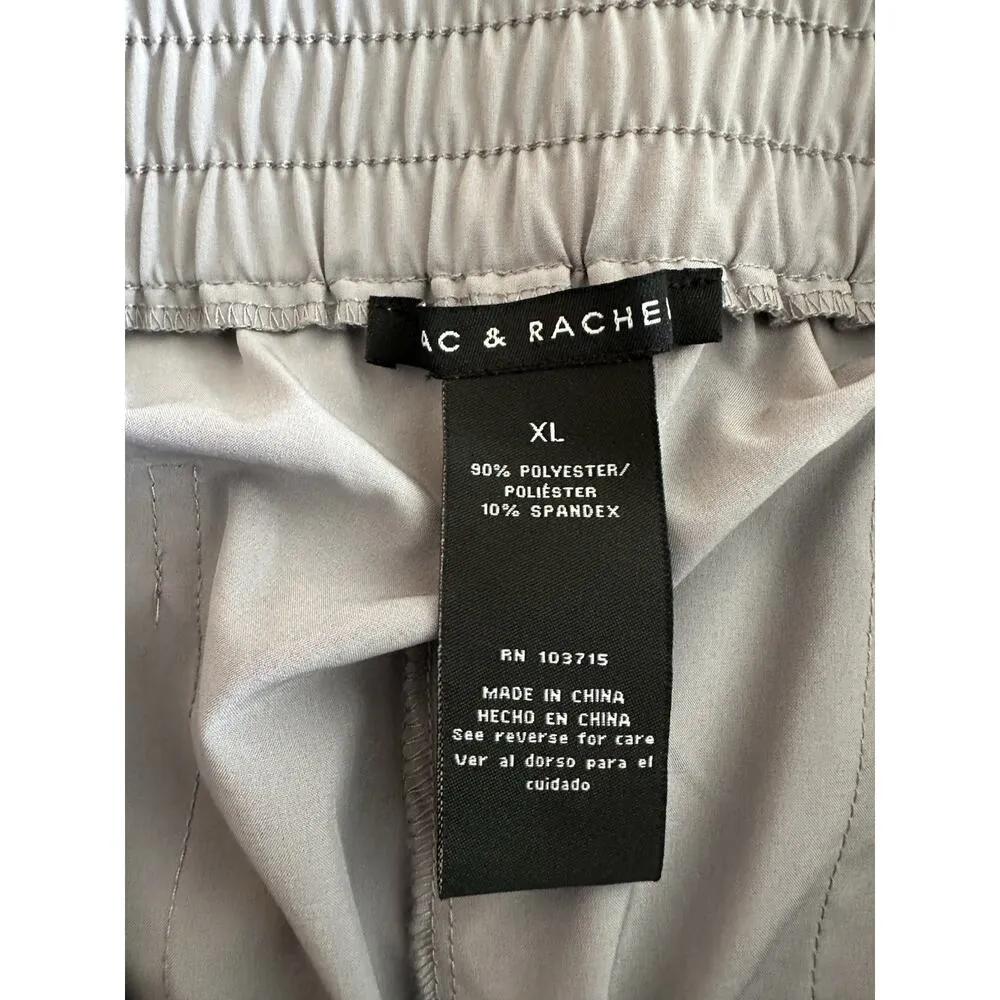 AC & RACHE
XL
90% POLYESTER/
POLIÉSTER
10% SPANDEX
RN 103715
MADE IN CHINA
HECHO EN CHINA
See reverse for care
Ver al dorso para el
cuidado